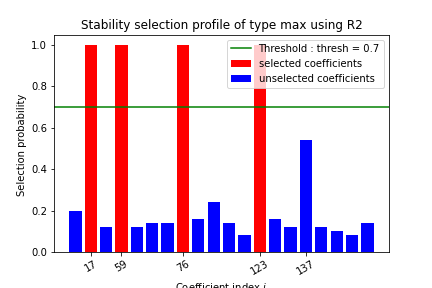 Stability selection profile of type max using R2
Threshold : thresh = 0.7
selected coefficients
unselected coefficients
Selection probability
1.0
0.8
0.6
0.4
0.2
0.0
17 59 76 123 137
Coefficient index i